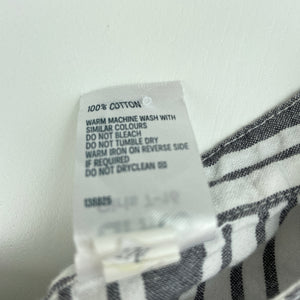 100% COTTON
WARM MACHINE WASH WITH
SIMILAR COLOURS
DO NOT BLEACH
DO NOT TUMBLE DRY
WARM IRON ON REVERSE SIDE
IF REQUIRED
DO NOT DRYCLEAN